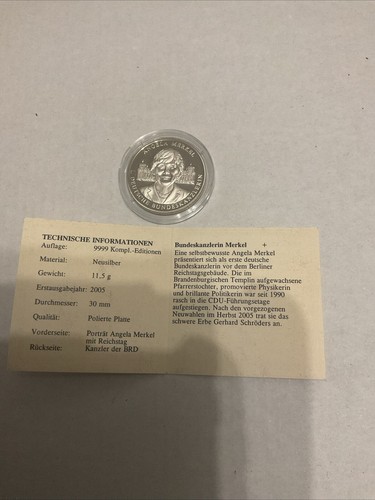 ANGELA MERKEL
DEUTSCHE BUNDESKANZLERIN
TECHNISCHE INFORMATIONEN
Auflage: 9999 Kompl.-Editionen
Material: Neusilber
Gewicht: 11,5 g
Erstausgabejahr: 2005
Durchmesser: 30 mm
Qualität: Polierte Platte
Vorderseite: Porträt Angela Merkel
mit Reichstag
Rückseite: Kanzler der BRD
Bundeskanzlerin Merkel +
Eine selbstbewusste Angela Merkel
präsentiert sich als erste deutsche
Bundeskanzlerin vor dem Berliner
Reichstagsgebäude. Die im
Brandenburgischen Templin aufgewachsene
Pfarrerstochter, promovierte Physikerin
und brillante Politikerin war seit 1990
rasch in die CDU-Führungsetage
aufgestiegen. Nach den vorgezogenen
Neuwahlen im Herbst 2005 trat sie das
schwere Erbe Gerhard Schröders an.